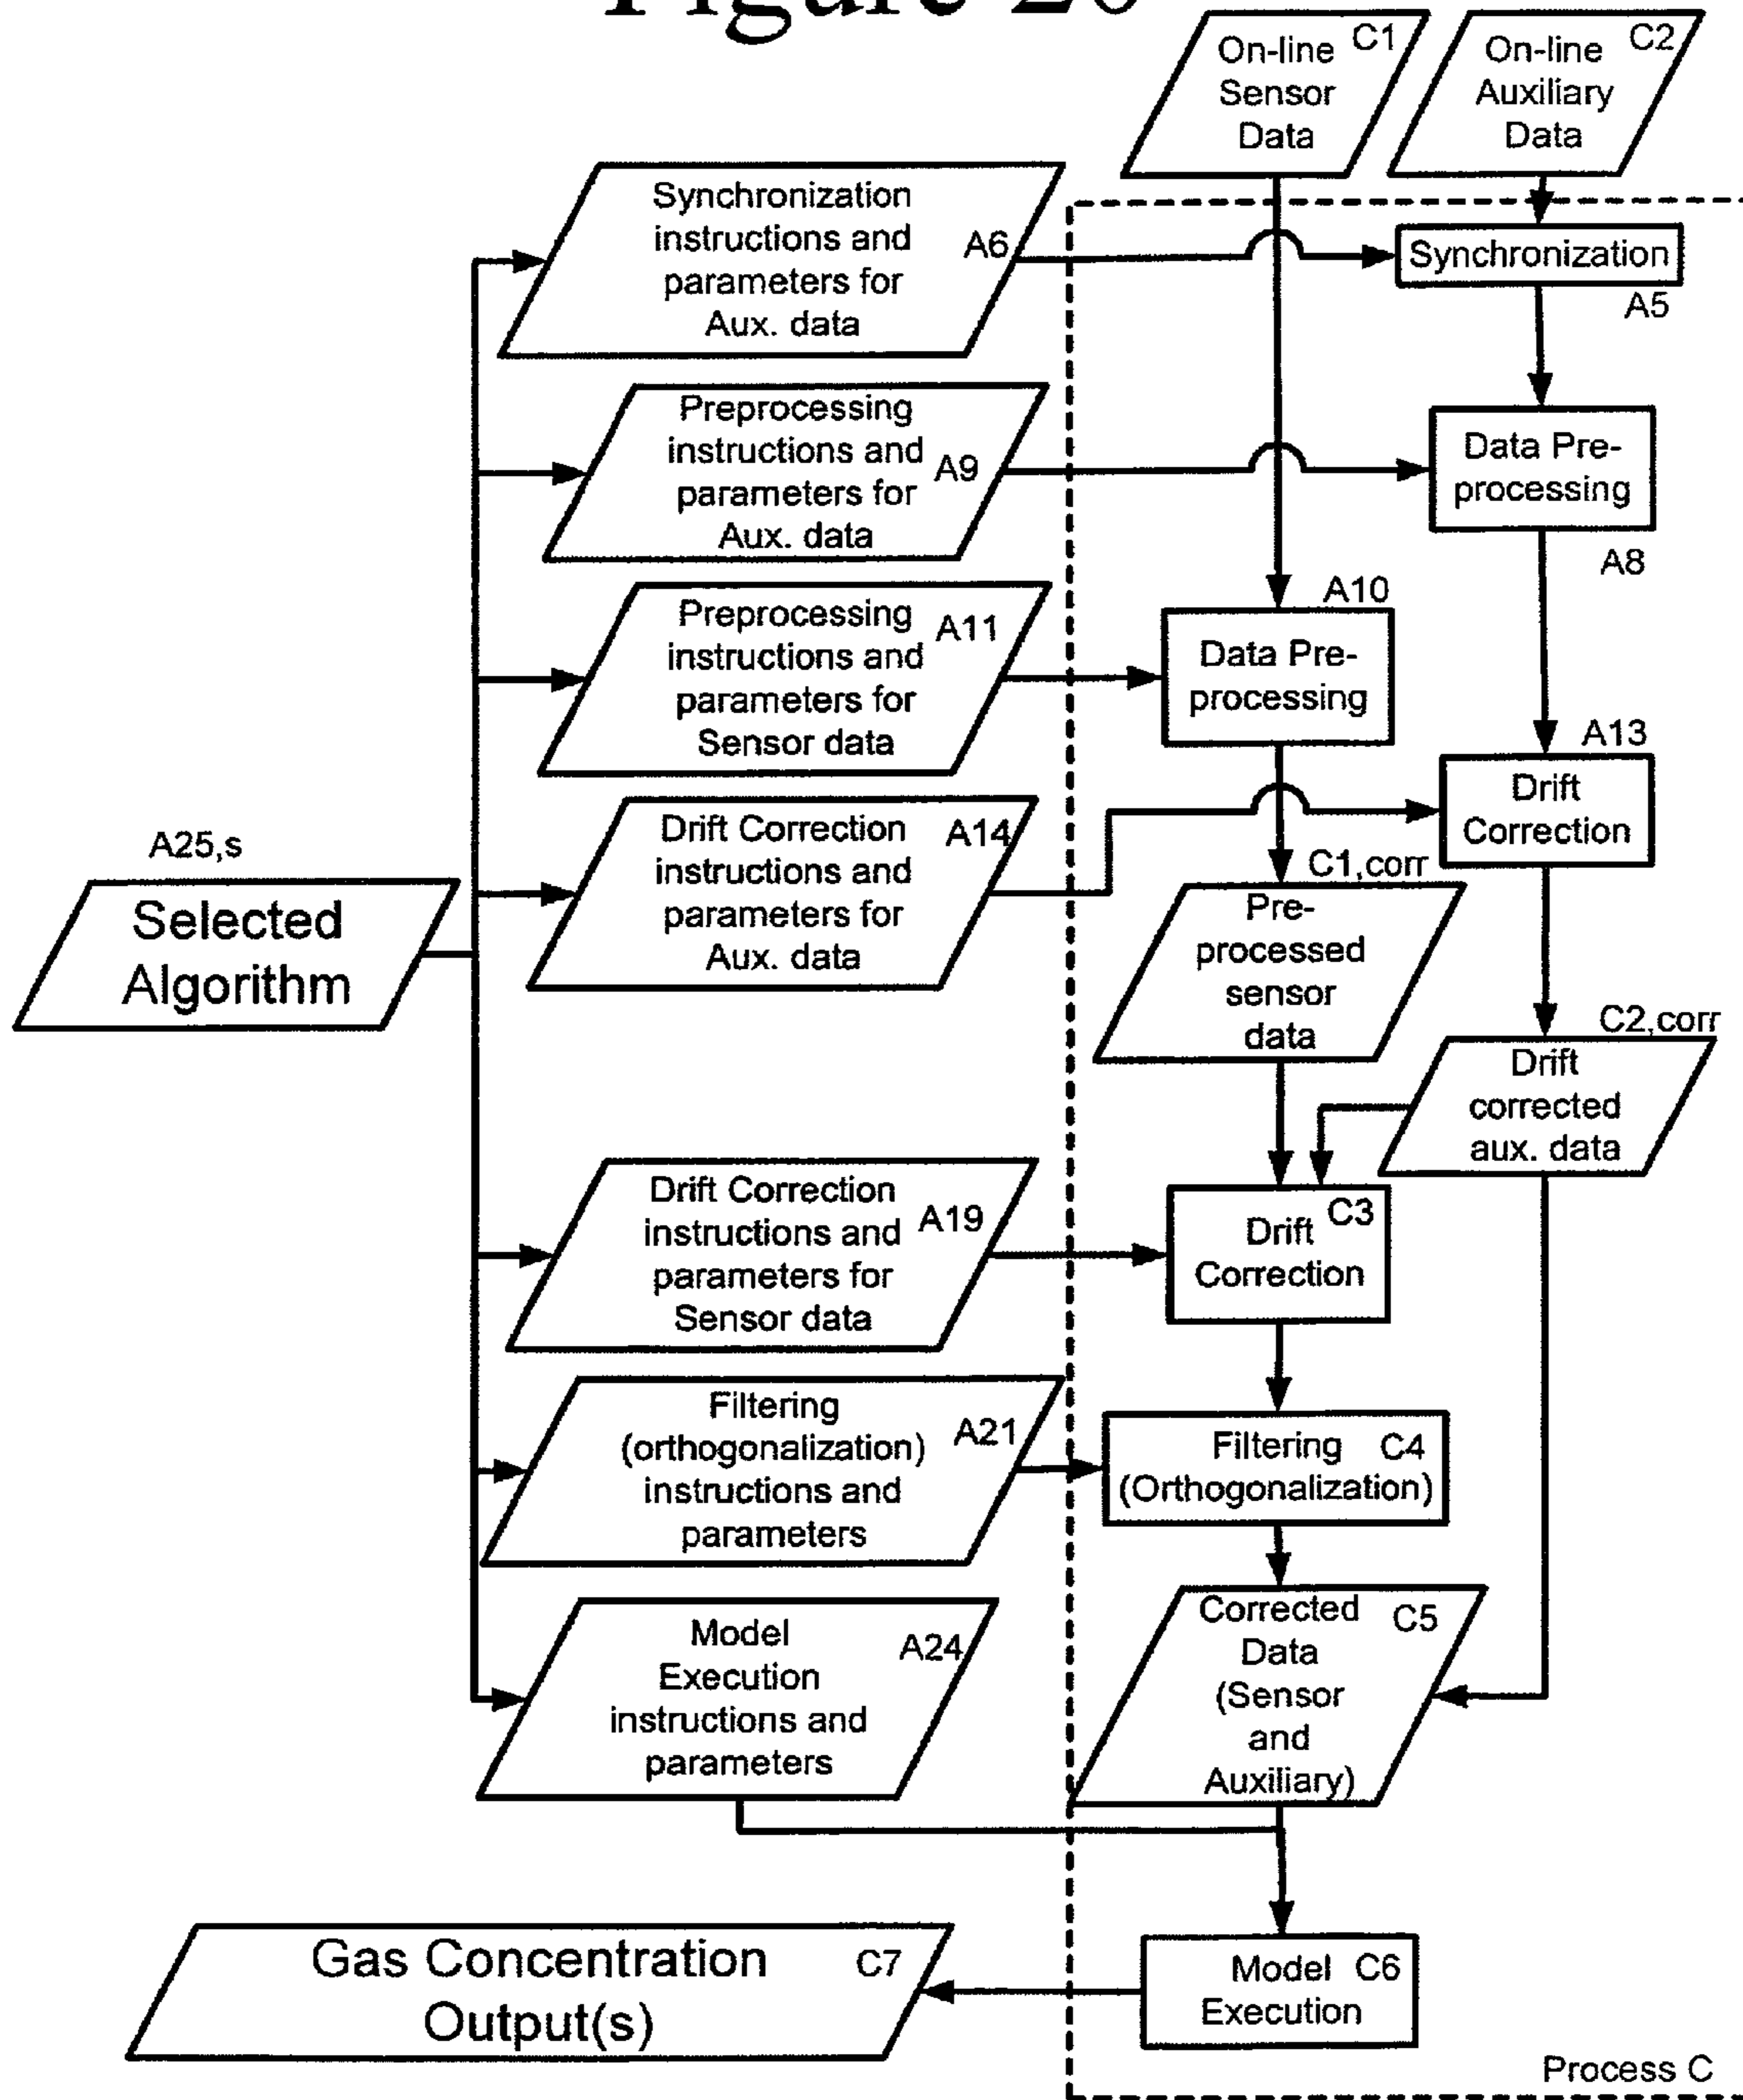 Figure 20
On-line
Sensor
Data
C1
On-line
Auxiliary
Data
C2
Synchronization
instructions and
parameters for
Aux. data
A6
Synchronization
A5
Preprocessing
instructions and
parameters for
Aux. data
A9
Data Pre-
processing
A8
Preprocessing
instructions and
parameters for
Sensor data
A11
A10
Data Pre-
processing
A13
Drift
Correction
Drift Correction
instructions and
parameters for
Aux. data
A14
A25,s
Selected
Algorithm
C1,corr
Pre-
processed
sensor
data
C2,corr
Drift
corrected
aux. data
Drift Correction
instructions and
parameters for
Sensor data
A19
C3
Drift
Correction
Filtering
(orthogonalization)
instructions and
parameters
A21
Filtering
(Orthogonalization)
C4
Model
Execution
instructions and
parameters
A24
Corrected
Data
(Sensor
and
Auxiliary)
C5
Gas Concentration
Output(s)
C7
Model
Execution
C6
Process C